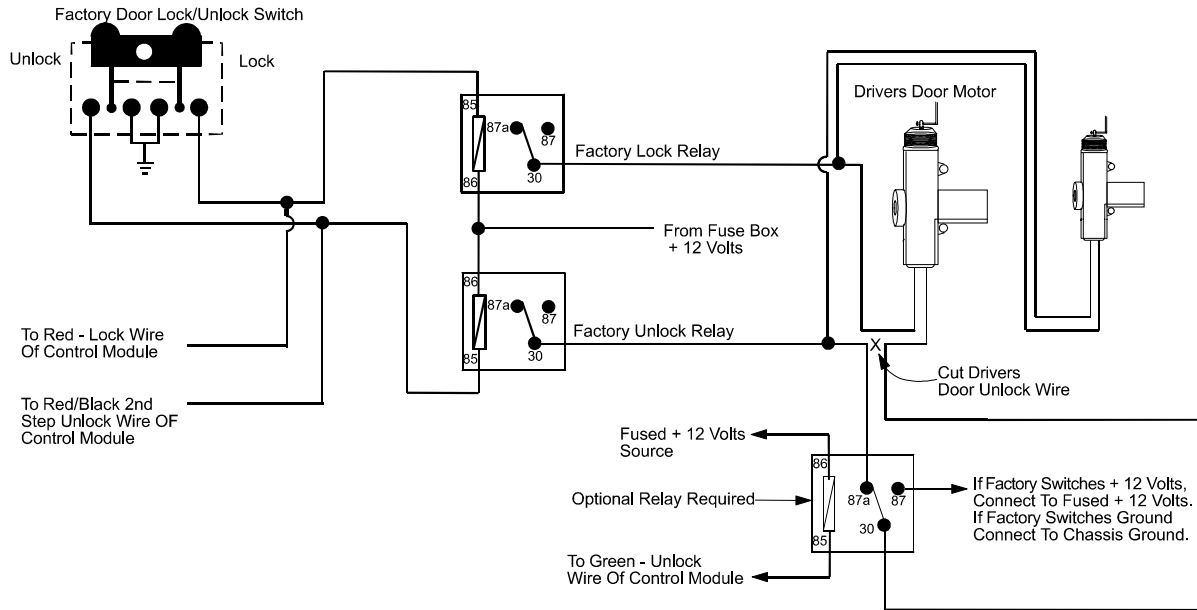 Factory Door Lock/Unlock Switch
Unlock
Lock
85
87a
87
30
86
Factory Lock Relay
Drivers Door Motor
From Fuse Box
+ 12 Volts
86
87a
87
30
85
Factory Unlock Relay
To Red - Lock Wire
Of Control Module
To Red/Black 2nd
Step Unlock Wire OF
Control Module
X
Cut Drivers
Door Unlock Wire
Fused + 12 Volts
Source
Optional Relay Required
86
87a
87
30
85
If Factory Switches + 12 Volts,
Connect To Fused + 12 Volts.
If Factory Switches Ground
Connect To Chassis Ground.
To Green - Unlock
Wire Of Control Module